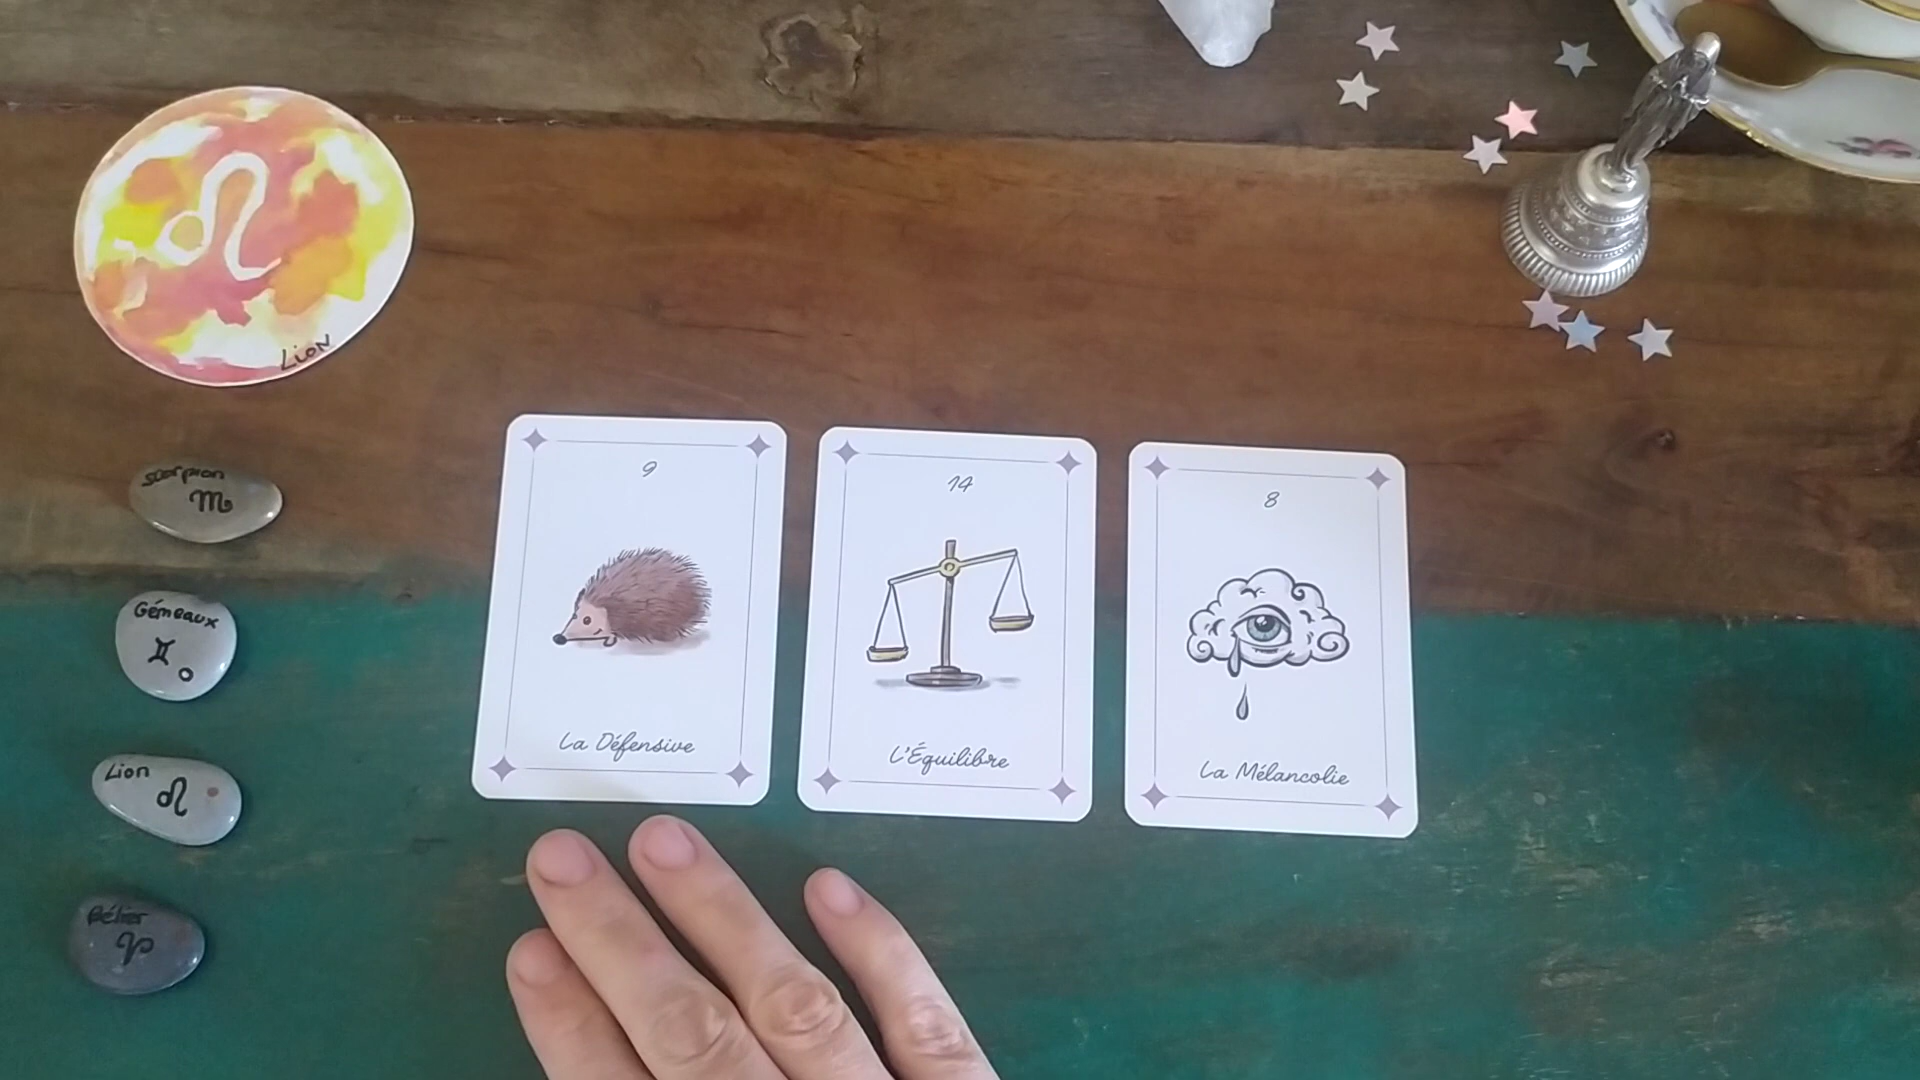 Lion
Scorpion
Gémeaux
Lion
Bélier
9
La Défensive
14
L'Équilibre
8
La Mélancolie